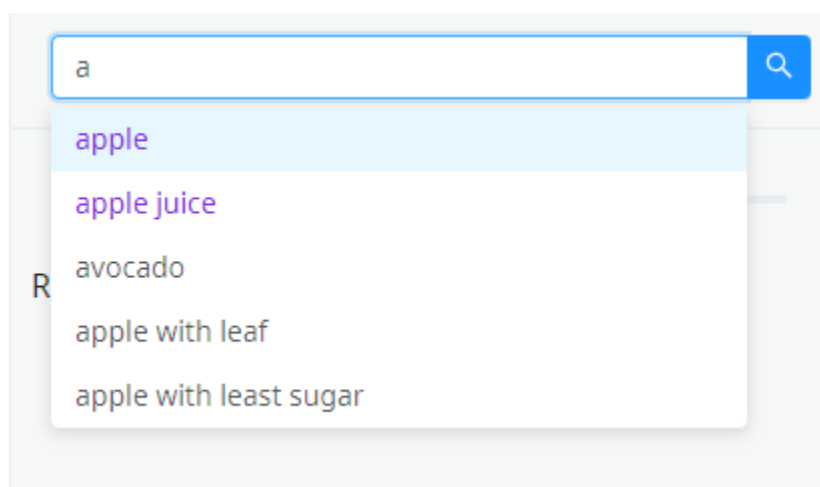 a
apple
apple juice
avocado
R
apple with leaf
apple with least sugar